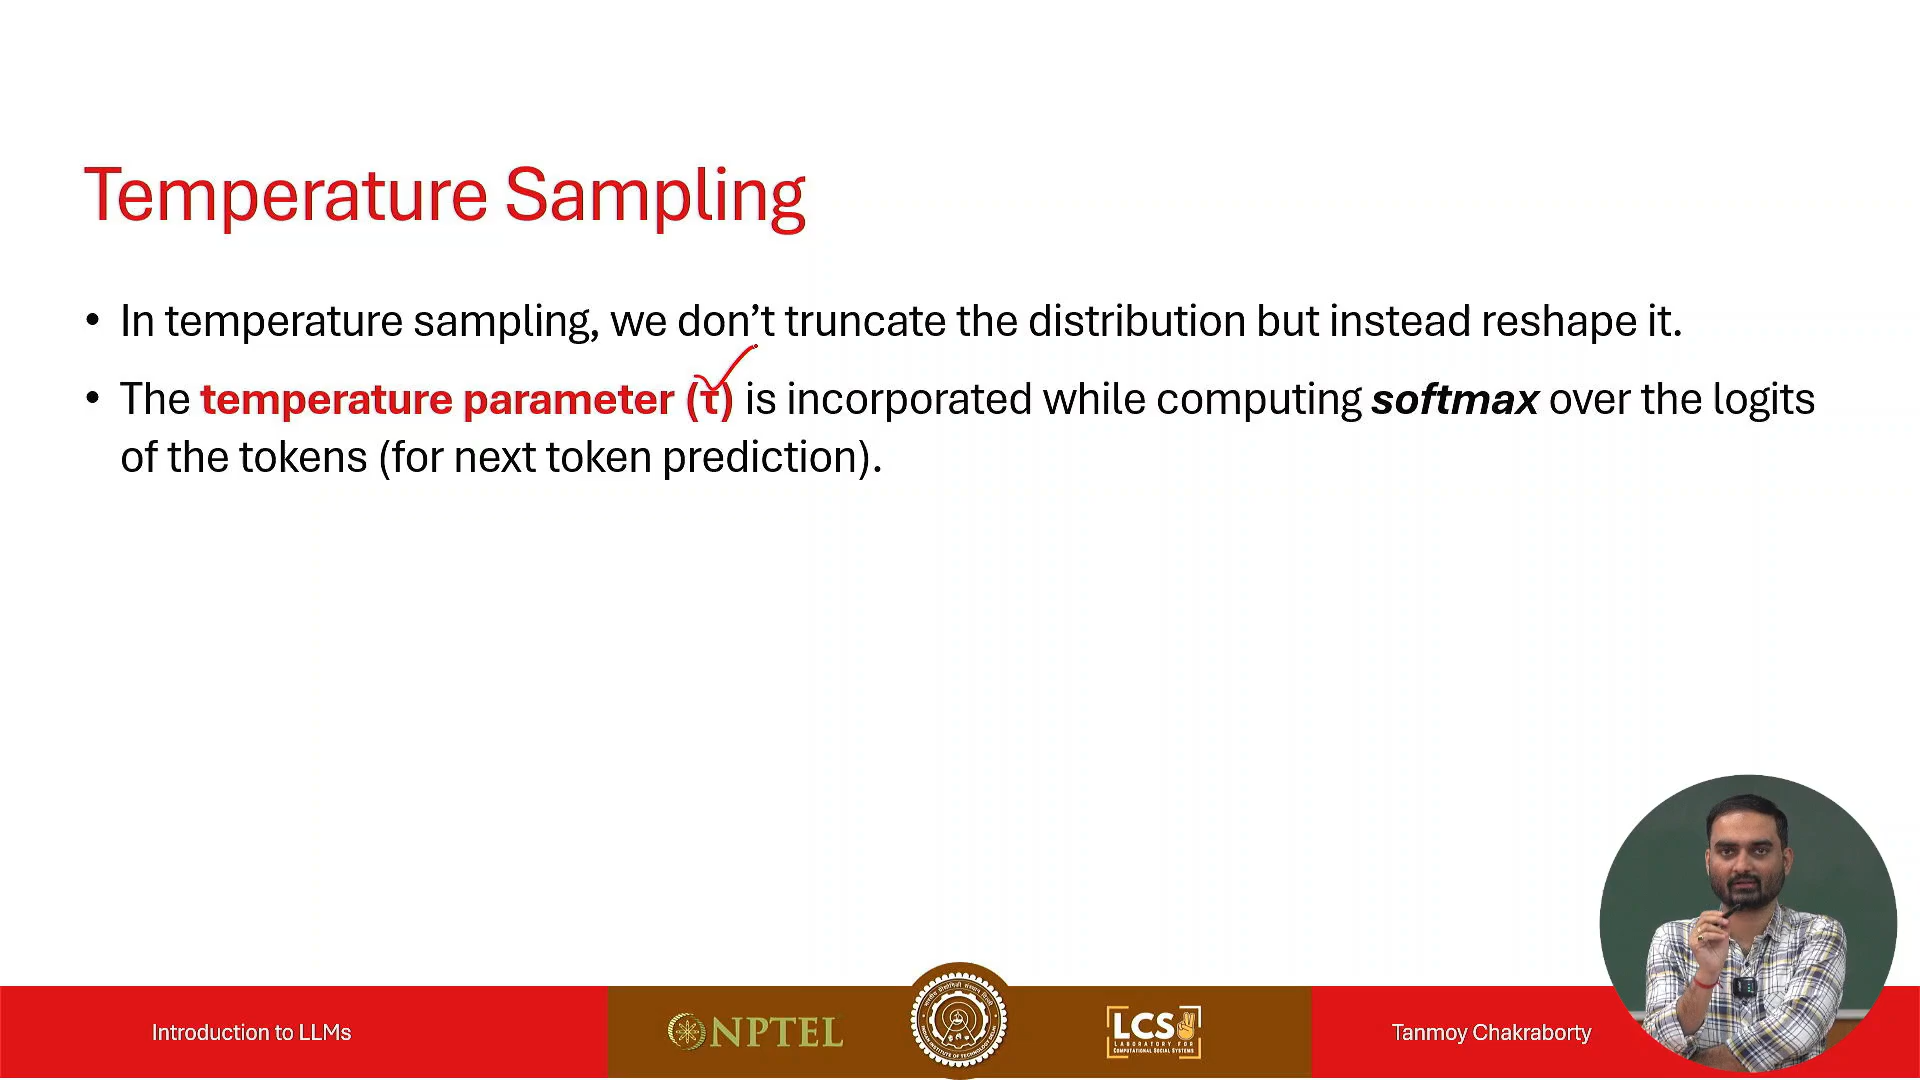 Temperature Sampling
• In temperature sampling, we don’t truncate the distribution but instead reshape it.
• The temperature parameter (τ) is incorporated while computing softmax over the logits
of the tokens (for next token prediction).
Introduction to LLMs
NPTEL
LCS
LABORATORY FOR
COMPUTATIONAL SOCIAL SYSTEMS
Tanmoy Chakraborty